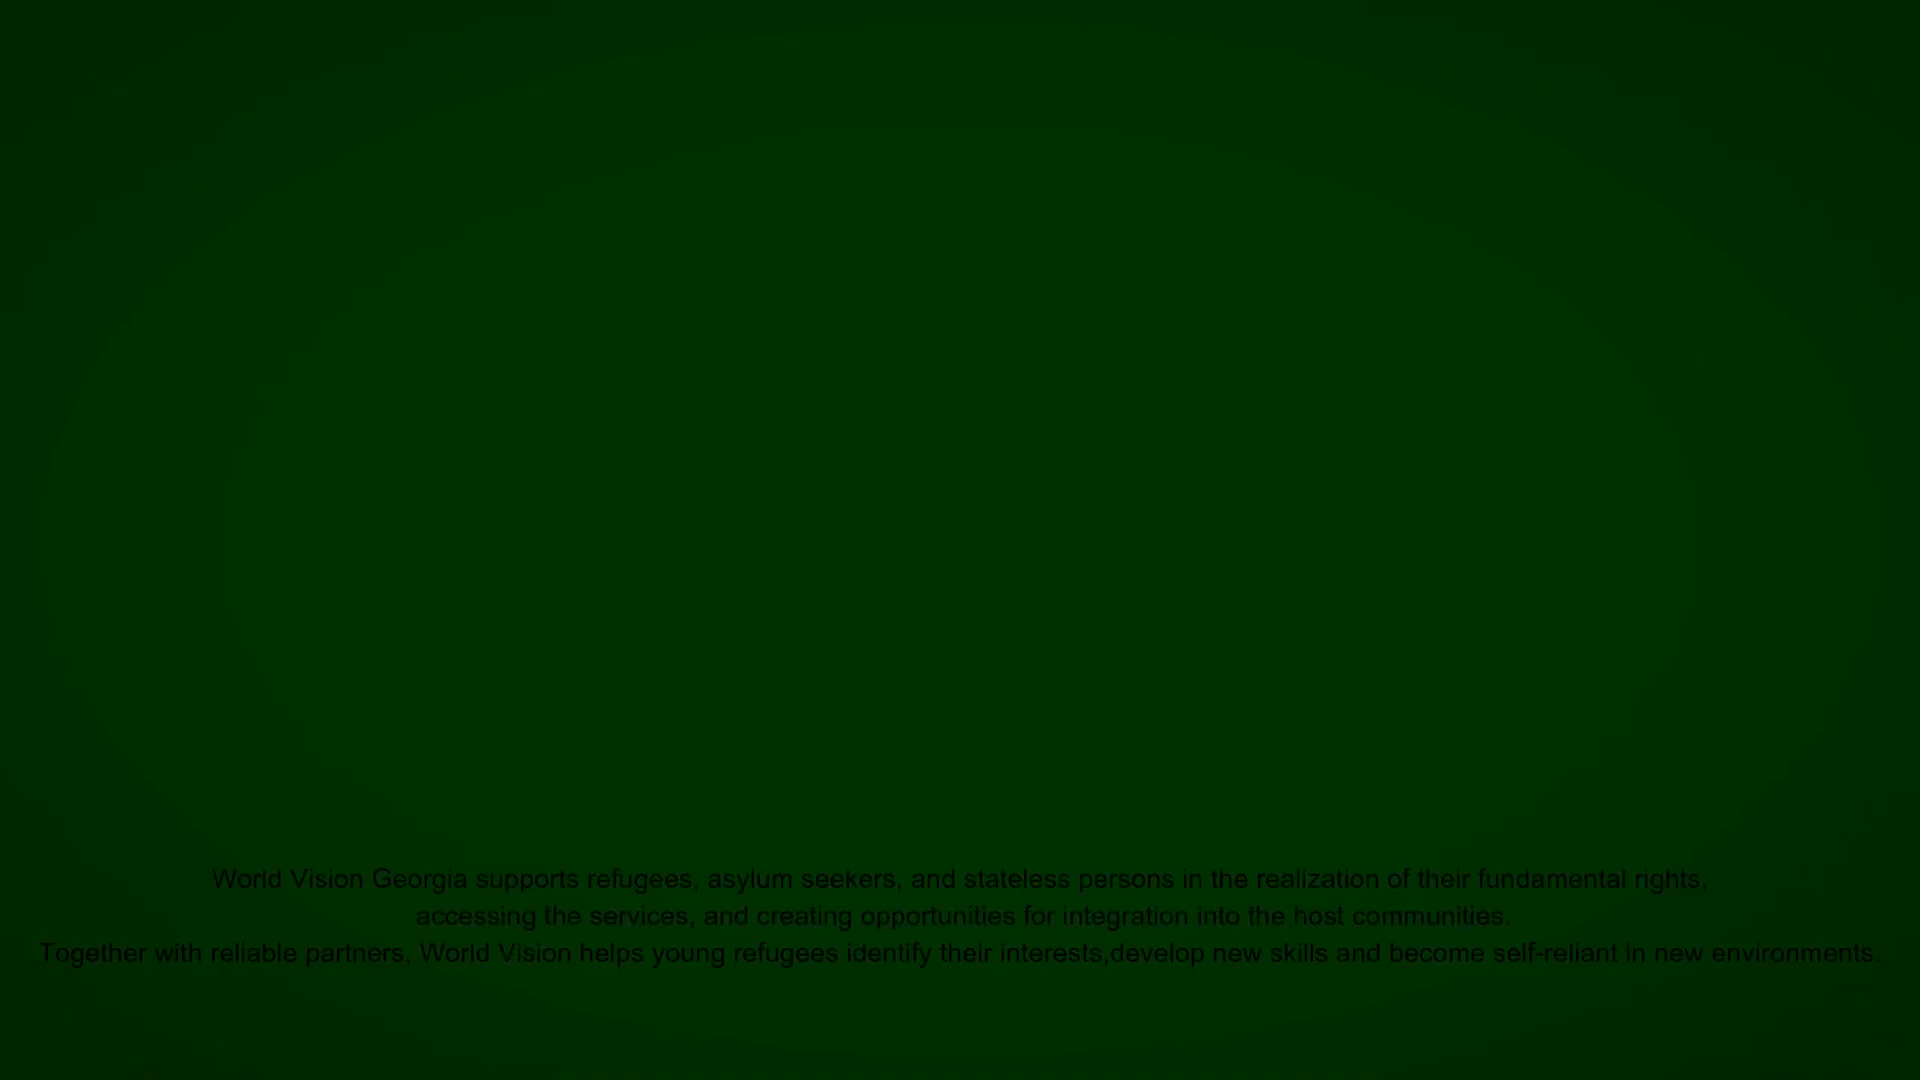 World Vision Georgia supports refugees, asylum seekers, and stateless persons in the realization of their fundamental rights,
accessing the services, and creating opportunities for integration into the host communities.
Together with reliable partners, World Vision helps young refugees identify their interests,develop new skills and become self-reliant in new environments.